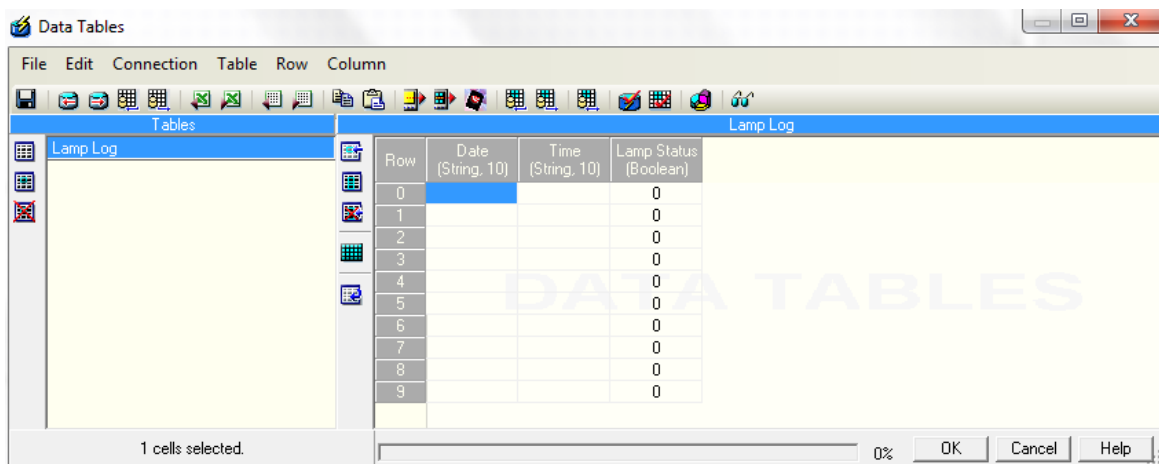 Data Tables
File Edit Connection Table Row Column
Tables
Lamp Log
Lamp Log
Row Date (String, 10) Time (String, 10) Lamp Status (Boolean)
0 0
1 0
2 0
3 0
4 0
5 0
6 0
7 0
8 0
9 0
DATA TABLES
1 cells selected.
0% OK Cancel Help